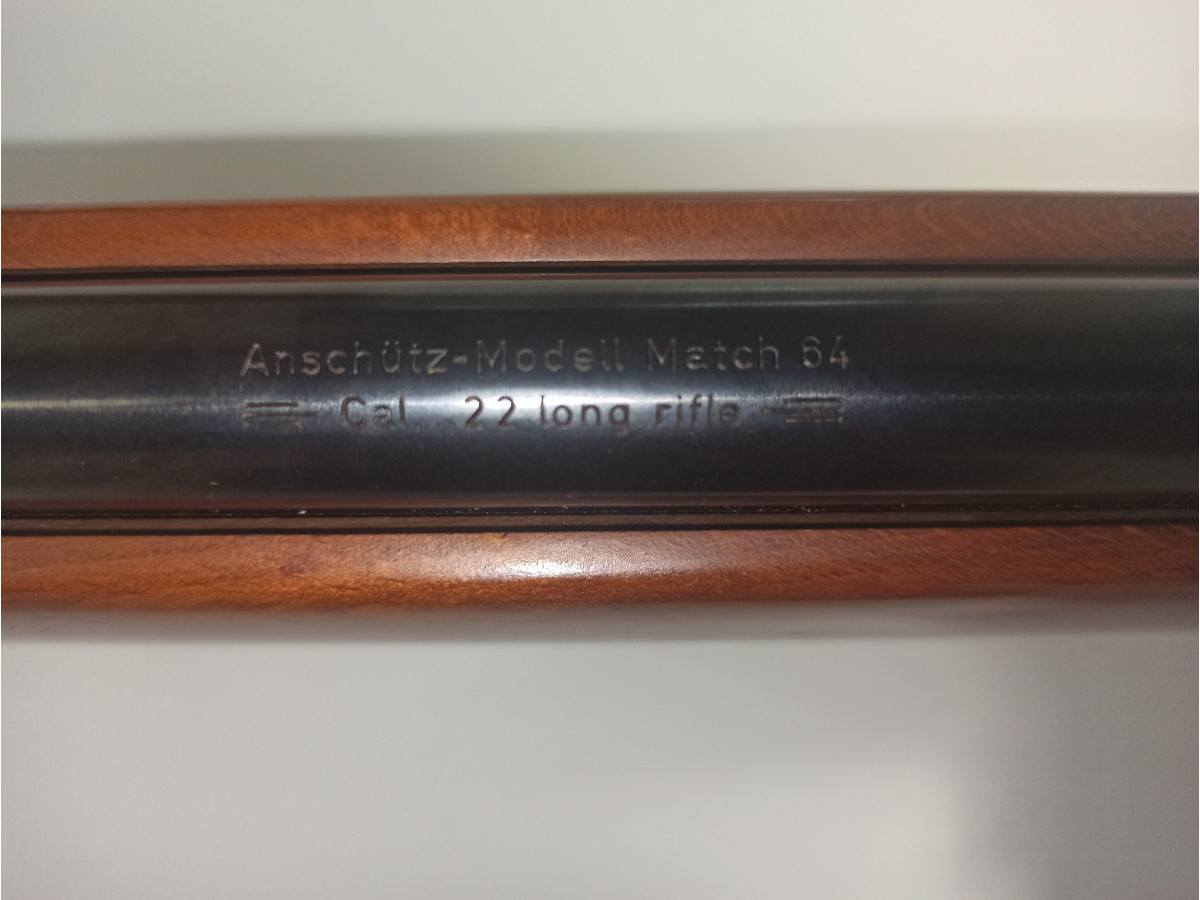 Anschütz-Modell Match 64
Cal. .22 long rifle